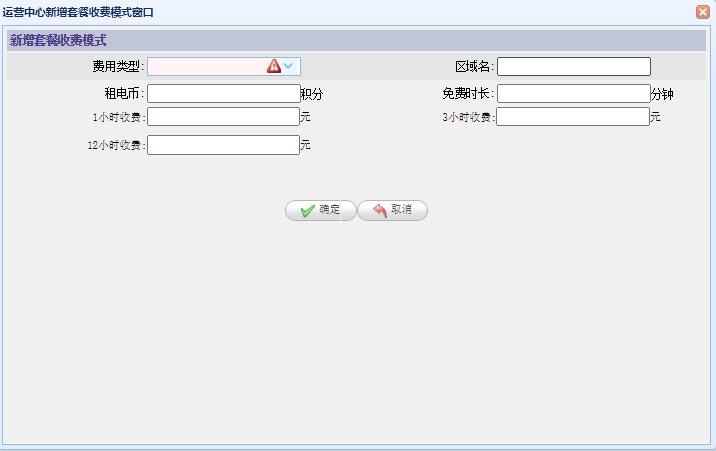 运营中心新增套餐收费模式窗口
新增套餐收费模式
费用类型: 区域名:
租电币: 积分 免费时长: 分钟
1小时收费: 元 3小时收费: 元
12小时收费: 元
确定 取消